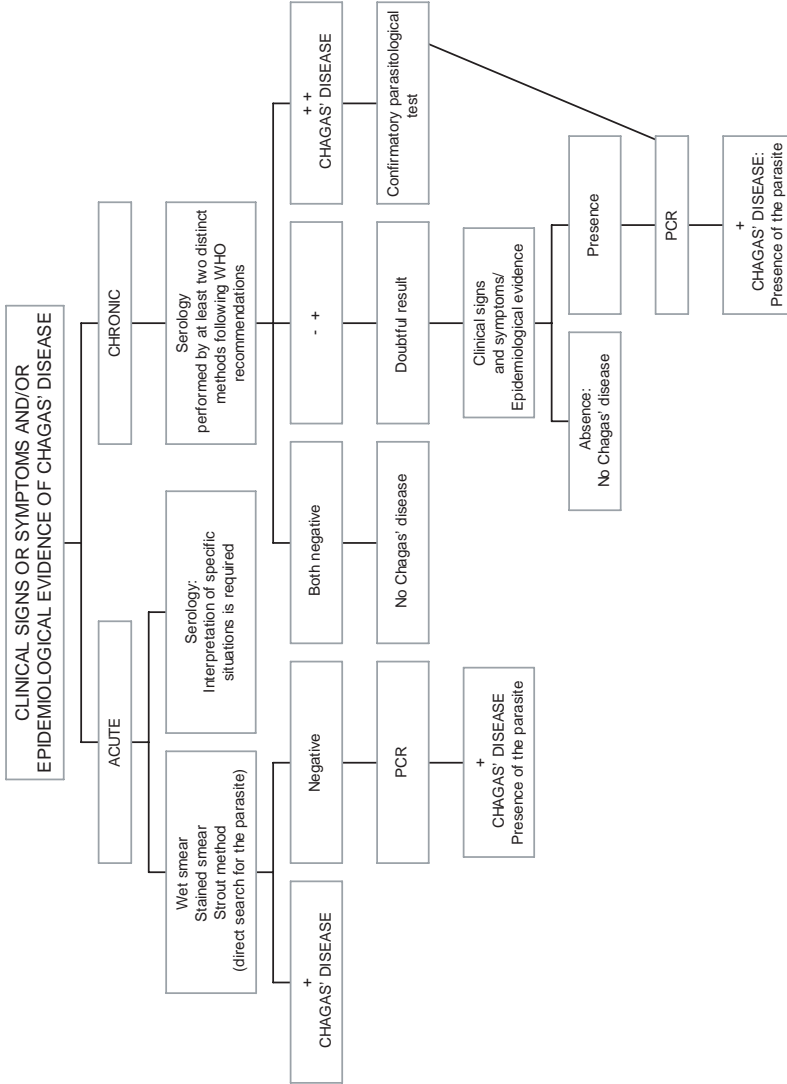 CLINICAL SIGNS OR SYMPTOMS AND/OR
EPIDEMIOLOGICAL EVIDENCE OF CHAGAS' DISEASE
ACUTE
CHRONIC
Wet smear
Stained smear
Strout method
(direct search for the parasite)
Serology:
Interpretation of specific
situations is required
Serology
performed by at least two distinct
methods following WHO
recommendations
+
CHAGAS' DISEASE
Negative
Both negative
- +
+ +
CHAGAS' DISEASE
PCR
No Chagas' disease
Doubtful result
Confirmatory parasitological
test
+
CHAGAS' DISEASE
Presence of the parasite
Clinical signs
and symptoms/
Epidemiological evidence
Absence:
No Chagas' disease
Presence
PCR
+
CHAGAS' DISEASE:
Presence of the parasite